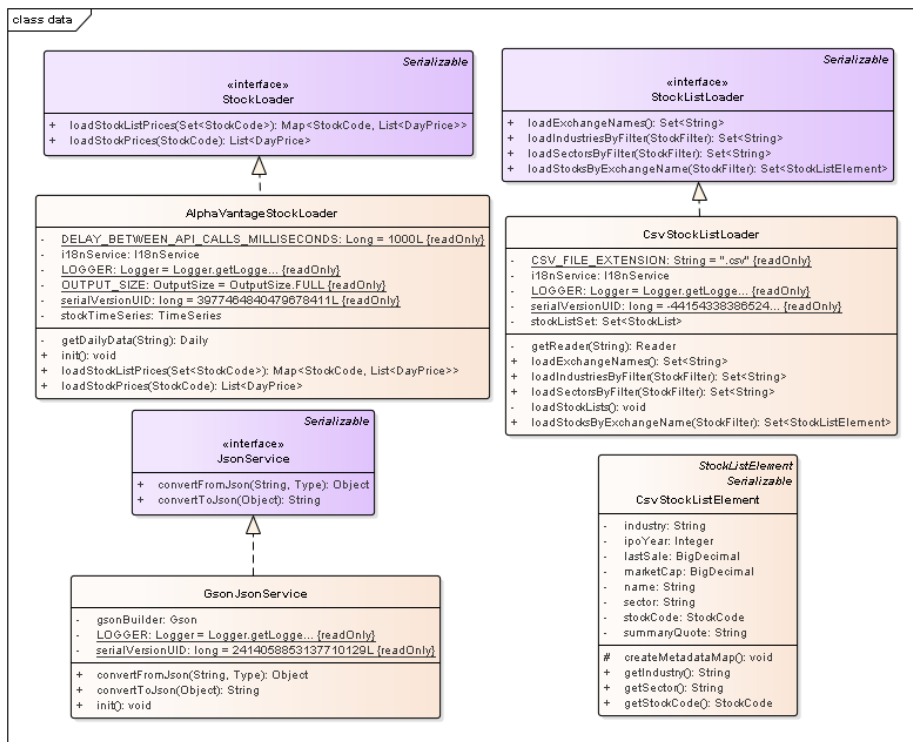 class data
Serializable
«interface»
StockLoader
+ loadStockListPrices(Set<StockCode>): Map<StockCode, List<DayPrice>>
+ loadStockPrices(StockCode): List<DayPrice>
Serializable
«interface»
StockListLoader
+ loadExchangeNames(): Set<String>
+ loadIndustriesByFilter(StockFilter): Set<String>
+ loadSectorsByFilter(StockFilter): Set<String>
+ loadStocksByExchangeName(StockFilter): Set<StockListElement>
AlphaVantageStockLoader
- DELAY_BETWEEN_API_CALLS_MILLISECONDS: Long = 1000L {readOnly}
- i18nService: I18nService
- LOGGER: Logger = Logger.getLogge... {readOnly}
- OUTPUT_SIZE: OutputSize = OutputSize.FULL {readOnly}
- serialVersionUID: long = 3977464840479678411L {readOnly}
- stockTimeSeries: TimeSeries
- getDailyData(String): Daily
+ init(): void
+ loadStockListPrices(Set<StockCode>): Map<StockCode, List<DayPrice>>
+ loadStockPrices(StockCode): List<DayPrice>
CsvStockListLoader
- CSV_FILE_EXTENSION: String = ".csv" {readOnly}
- i18nService: I18nService
- LOGGER: Logger = Logger.getLogge... {readOnly}
- serialVersionUID: long = -44154338386524... {readOnly}
- stockListSet: Set<StockList>
- getReader(String): Reader
+ loadExchangeNames(): Set<String>
+ loadIndustriesByFilter(StockFilter): Set<String>
+ loadSectorsByFilter(StockFilter): Set<String>
- loadStockLists(): void
+ loadStocksByExchangeName(StockFilter): Set<StockListElement>
Serializable
«interface»
JsonService
+ convertFromJson(String, Type): Object
+ convertToJson(Object): String
GsonJsonService
- gsonBuilder: Gson
- LOGGER: Logger = Logger.getLogge... {readOnly}
- serialVersionUID: long = 2414058853137710129L {readOnly}
+ convertFromJson(String, Type): Object
+ convertToJson(Object): String
+ init(): void
StockListElement
Serializable
CsvStockListElement
- industry: String
- ipoYear: Integer
- lastSale: BigDecimal
- marketCap: BigDecimal
- name: String
- sector: String
- stockCode: StockCode
- summaryQuote: String
# createMetadataMap(): void
+ getIndustry(): String
+ getSector(): String
+ getStockCode(): StockCode